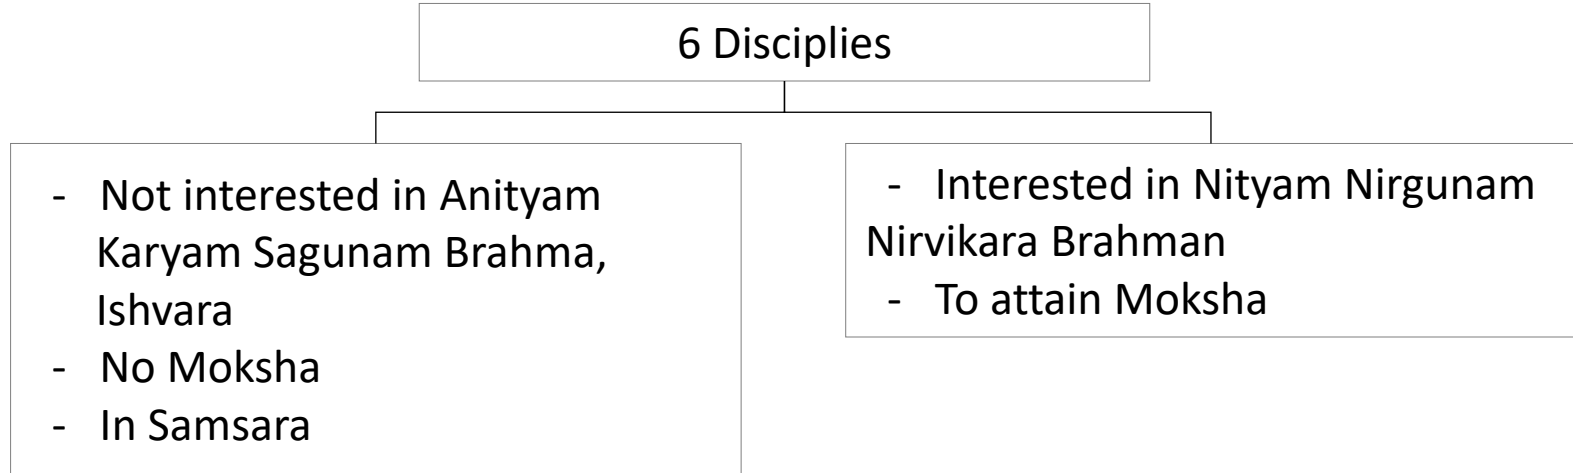 6 Disciplies
- Not interested in Anityam
Karyam Sagunam Brahma,
Ishvara
- No Moksha
- In Samsara
- Interested in Nityam Nirgunam
Nirvikara Brahman
- To attain Moksha